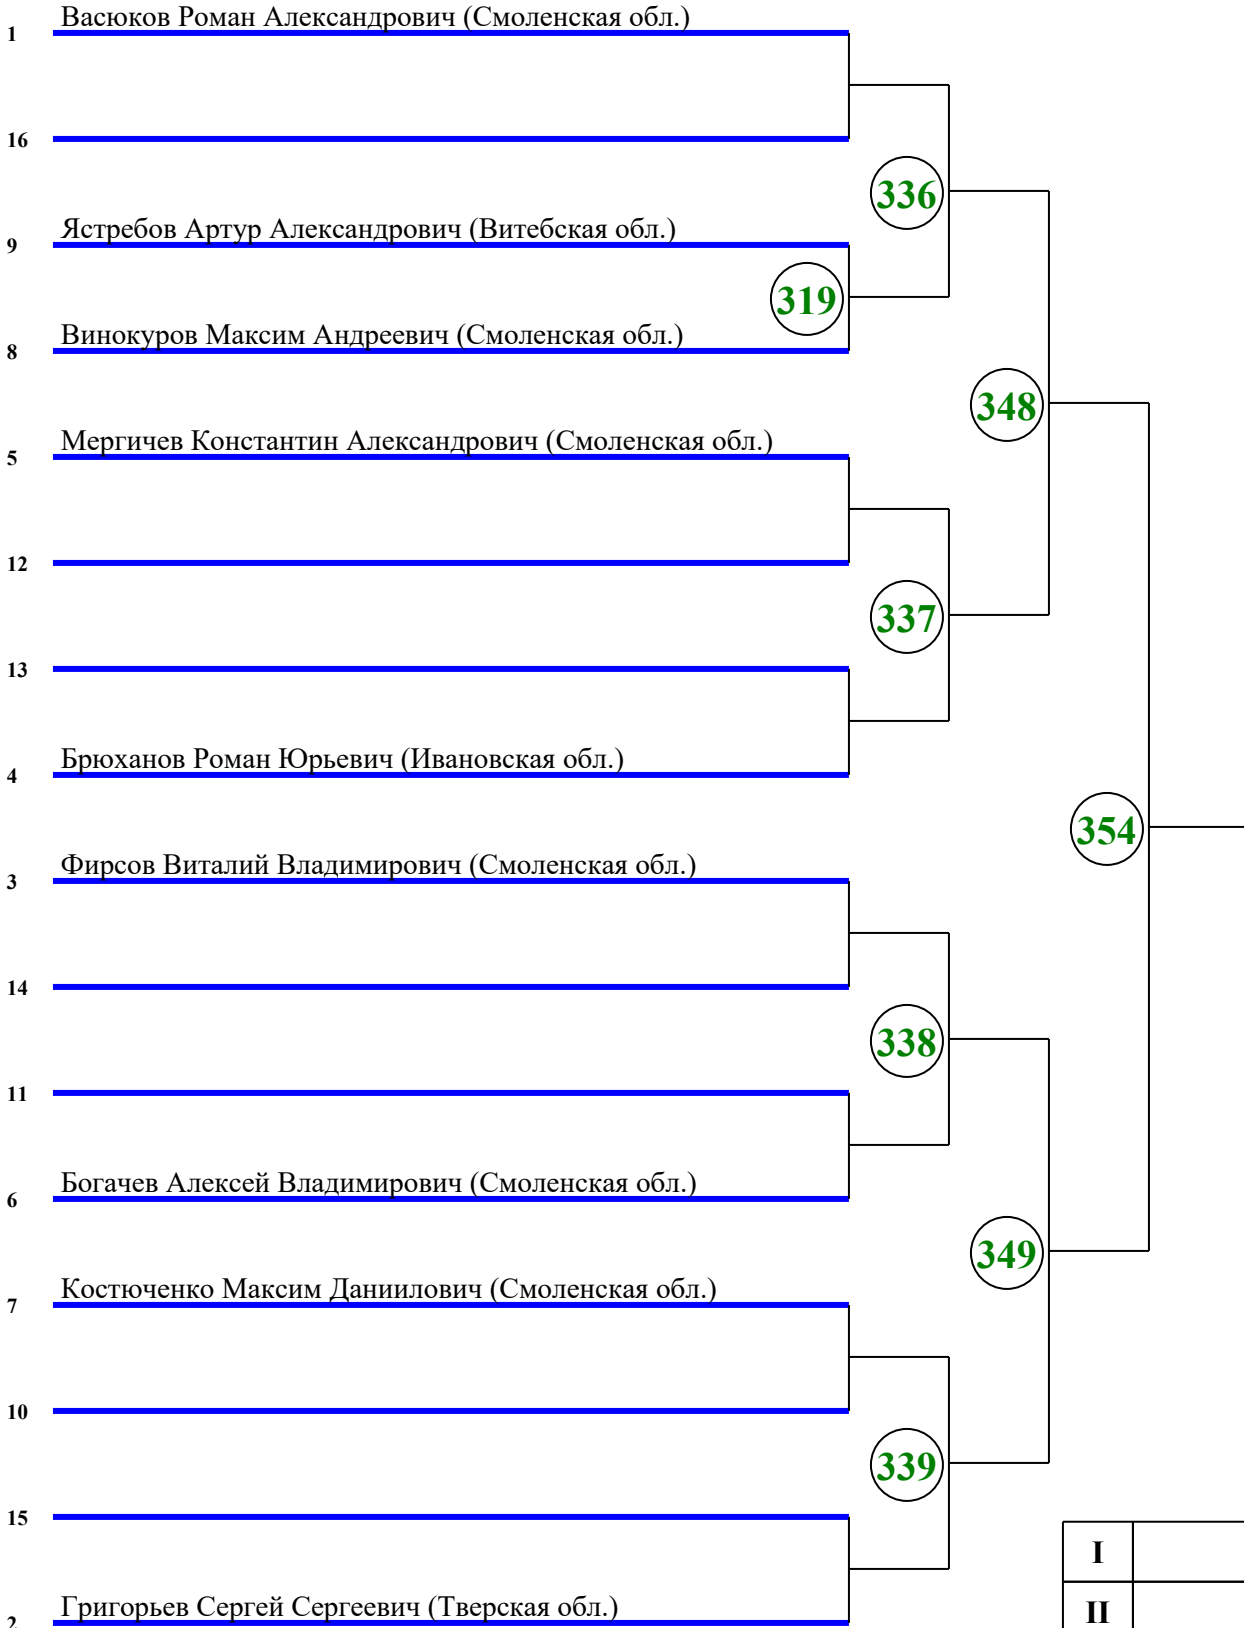 1 Васюков Роман Александрович (Смоленская обл.)
16
336
9 Ястребов Артур Александрович (Витебская обл.)
319
8 Винокуров Максим Андреевич (Смоленская обл.)
348
5 Мергичев Константин Александрович (Смоленская обл.)
12
337
13
4 Брюханов Роман Юрьевич (Ивановская обл.)
354
3 Фирсов Виталий Владимирович (Смоленская обл.)
14
338
11
6 Богачев Алексей Владимирович (Смоленская обл.)
349
7 Костюченко Максим Даниилович (Смоленская обл.)
10
339
15
I
2 Григорьев Сергей Сергеевич (Тверская обл.)
II